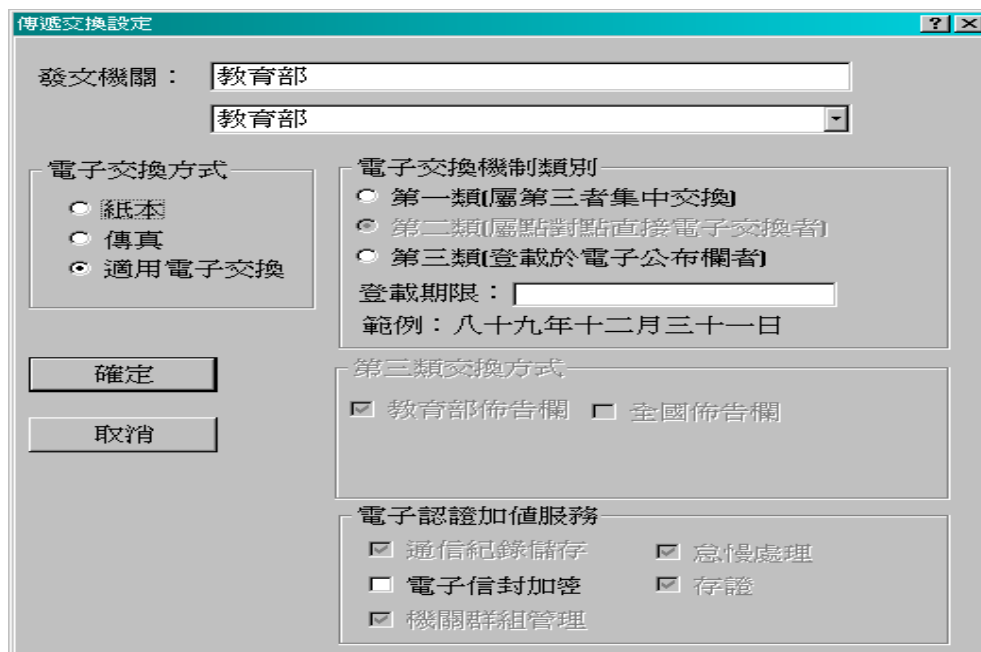 傳遞交換設定
發文機關：
教育部
教育部
電子交換方式
紙本
傳真
適用電子交換
確定
取消
電子交換機制類別
第一類(屬第三者集中交換)
第二類(屬點對點直接電子交換者)
第三類(登載於電子公布欄者)
登載期限：
範例：八十九年十二月三十一日
第三類交換方式
教育部佈告欄 全國佈告欄
電子認證加值服務
通信紀錄儲存 怠慢處理
電子信封加密 存證
機關群組管理